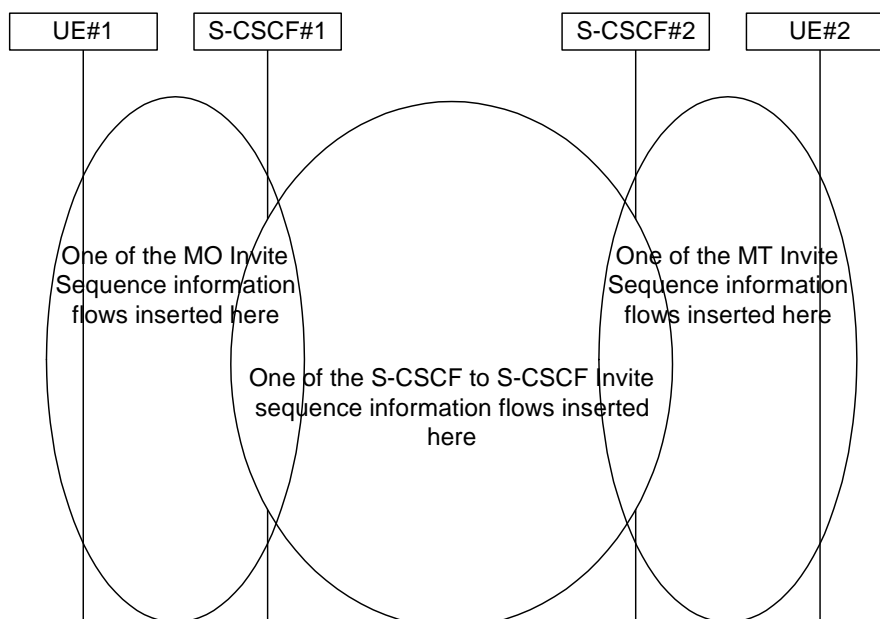 UE#1
S-CSCF#1
S-CSCF#2
UE#2
One of the MO Invite
Sequence information
flows inserted here
One of the S-CSCF to S-CSCF Invite
sequence information flows inserted
here
One of the MT Invite
Sequence information
flows inserted here